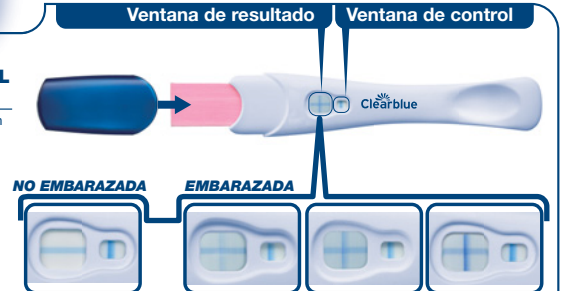 Ventana de resultado Ventana de control
L
n
Clearblue
NO EMBARAZADA EMBARAZADA